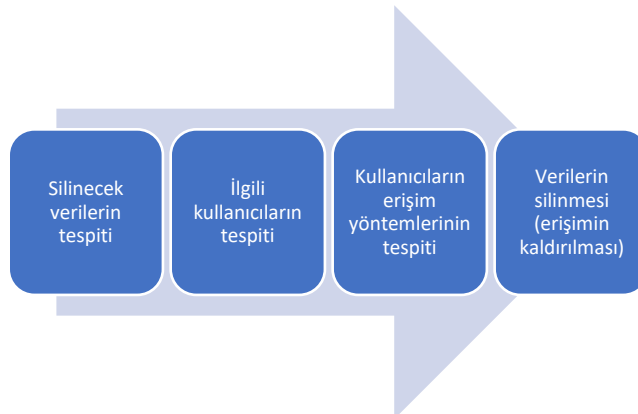 Silinecek
verilerin
tespiti
İlgili
kullanıcıların
tespiti
Kullanıcıların
erişim
yöntemlerinin
tespiti
Verilerin
silinmesi
(erişimin
kaldırılması)